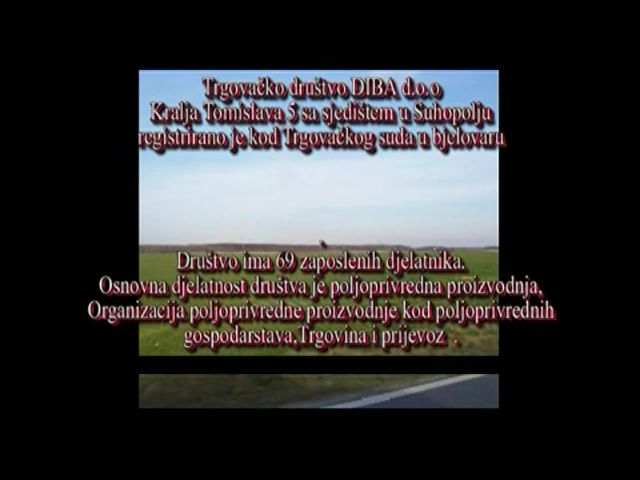 Trgovačko društvo DIBA d.o.o
Kralja Tomislava 5 sa sjedištem u Suhopolju
registrirano je kod Trgovačkog suda u bjelovaru
.
Društvo ima 69 zaposlenih djelatnika.
Osnovna djelatnost društva je poljoprivredna proizvodnja,
Organizacija poljoprivredne proizvodnje kod poljoprivrednih
gospodarstava,Trgovina i prijevoz .